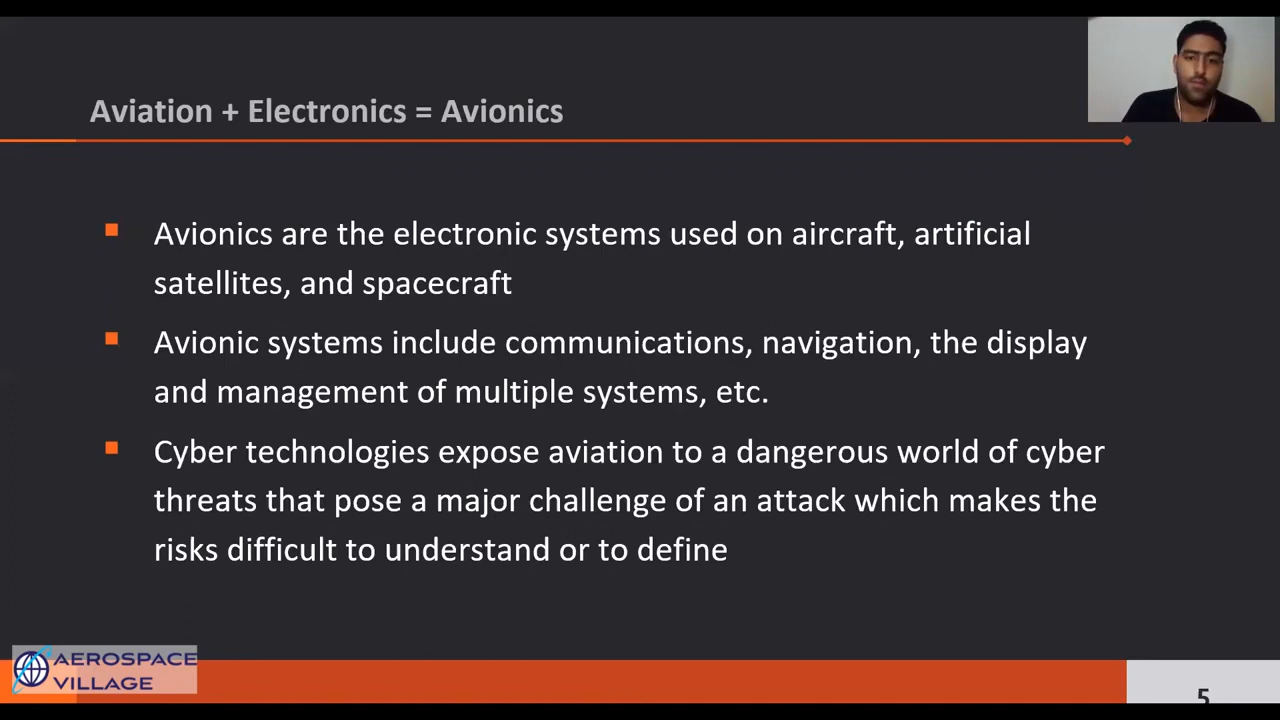 Aviation + Electronics = Avionics
Avionics are the electronic systems used on aircraft, artificial
satellites, and spacecraft
Avionic systems include communications, navigation, the display
and management of multiple systems, etc.
Cyber technologies expose aviation to a dangerous world of cyber
threats that pose a major challenge of an attack which makes the
risks difficult to understand or to define
AEROSPACE
VILLAGE
5